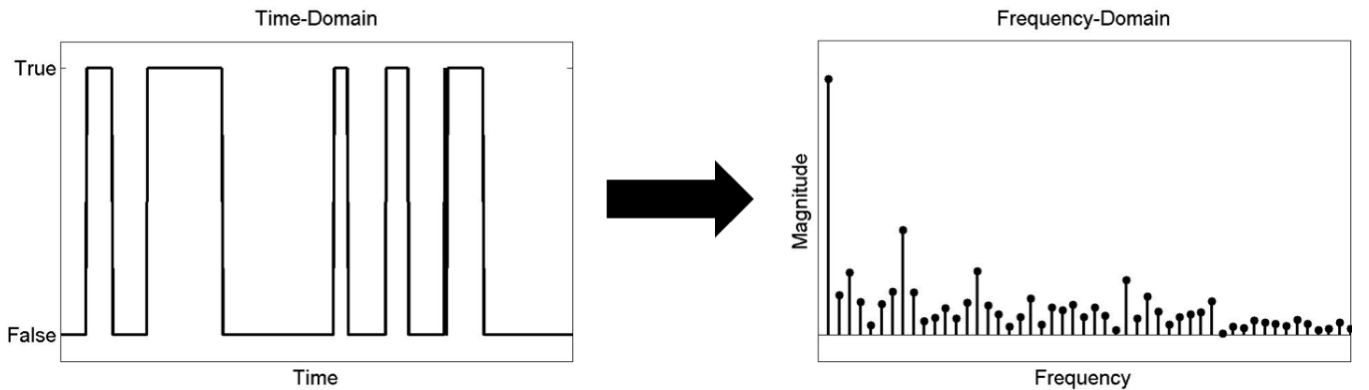 Time-Domain
True
False
Time
Frequency-Domain
Magnitude
Frequency